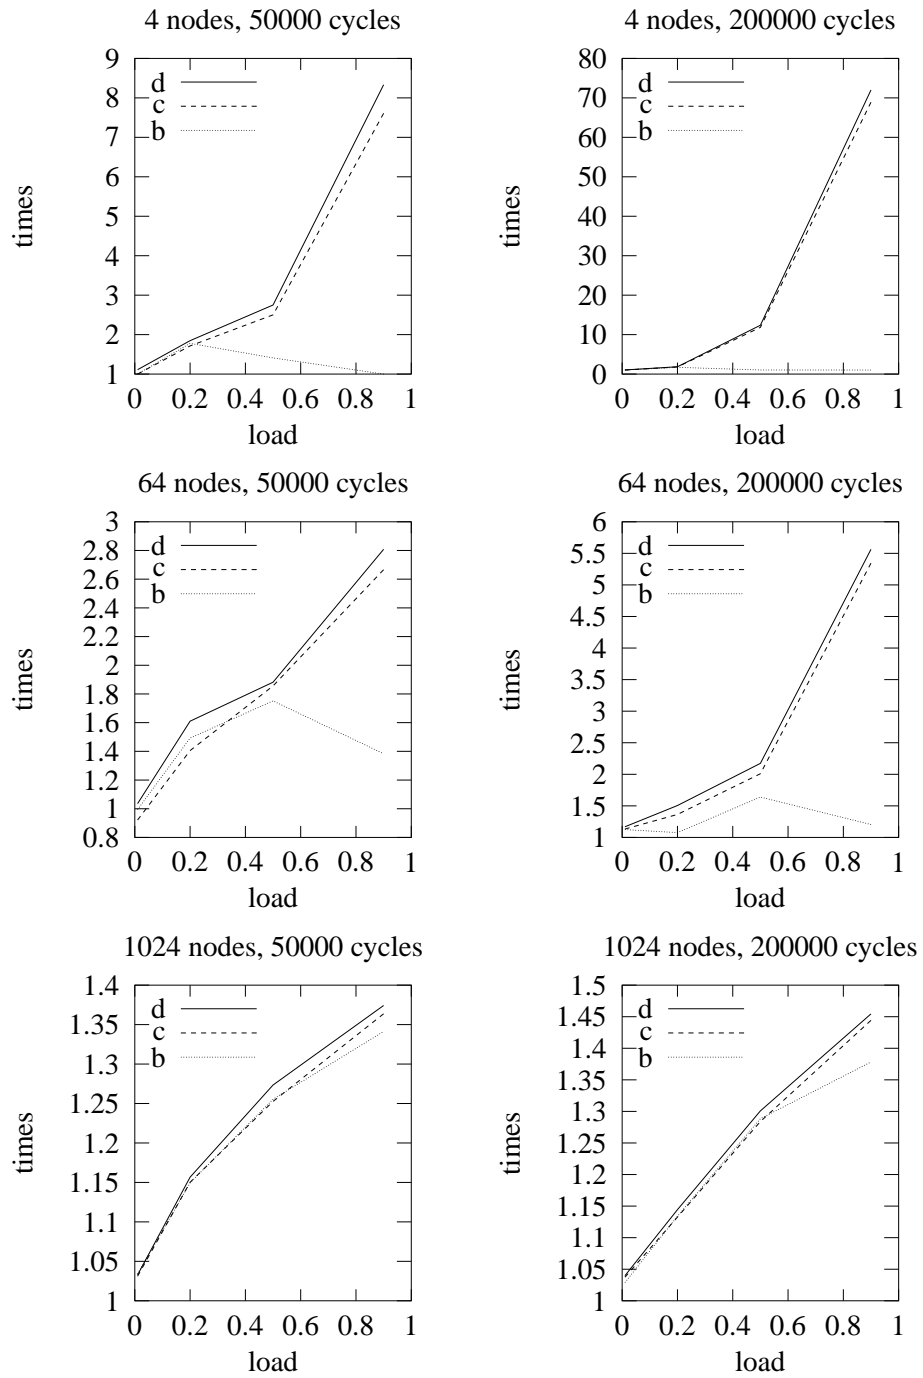 4 nodes, 50000 cycles
9
8
7
6
5
4
3
2
1
0 0.2 0.4 0.6 0.8 1
times
load
d
c
b
4 nodes, 200000 cycles
80
70
60
50
40
30
20
10
0
0 0.2 0.4 0.6 0.8 1
times
load
d
c
b
64 nodes, 50000 cycles
3
2.8
2.6
2.4
2.2
2
1.8
1.6
1.4
1.2
1
0.8
0 0.2 0.4 0.6 0.8 1
times
load
d
c
b
64 nodes, 200000 cycles
6
5.5
5
4.5
4
3.5
3
2.5
2
1.5
1
0 0.2 0.4 0.6 0.8 1
times
load
d
c
b
1024 nodes, 50000 cycles
1.4
1.35
1.3
1.25
1.2
1.15
1.1
1.05
1
0 0.2 0.4 0.6 0.8 1
times
load
d
c
b
1024 nodes, 200000 cycles
1.5
1.45
1.4
1.35
1.3
1.25
1.2
1.15
1.1
1.05
1
0 0.2 0.4 0.6 0.8 1
times
load
d
c
b